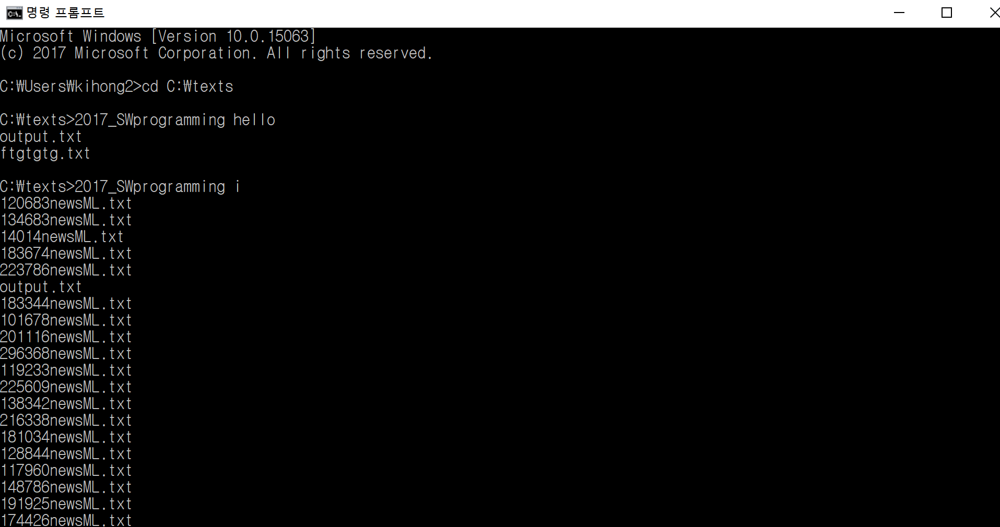 명령 프롬프트
Microsoft Windows [Version 10.0.15063]
(c) 2017 Microsoft Corporation. All rights reserved.
C:₩Users₩kihong2>cd C:₩texts
C:₩texts>2017_SWprogramming hello
output.txt
ftgtgtg.txt
C:₩texts>2017_SWprogramming i
120683newsML.txt
134683newsML.txt
14014newsML.txt
183674newsML.txt
223786newsML.txt
output.txt
183344newsML.txt
101678newsML.txt
201116newsML.txt
296368newsML.txt
119233newsML.txt
225609newsML.txt
138342newsML.txt
216338newsML.txt
181034newsML.txt
128844newsML.txt
117960newsML.txt
148786newsML.txt
191925newsML.txt
174426newsML.txt